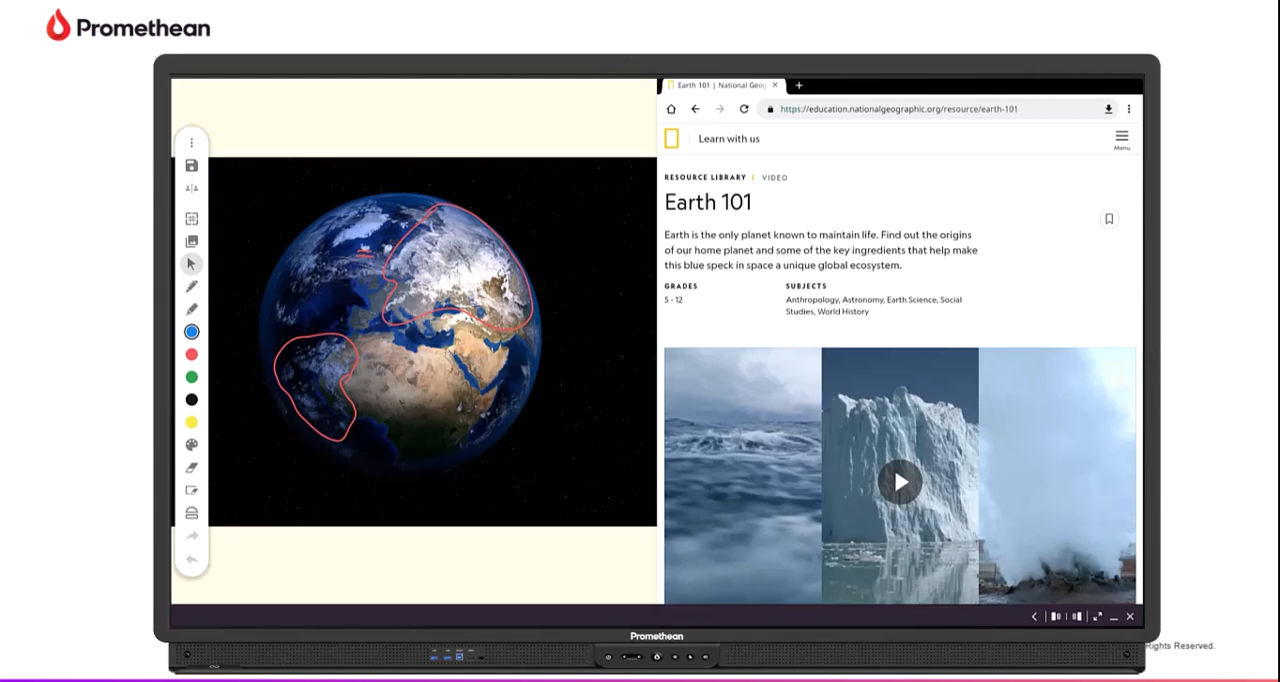 Promethean
Earth 101 | National Geog
https://education.nationalgeographic.org/resource/earth-101
Learn with us
Menu
RESOURCE LIBRARY | VIDEO
Earth 101
Earth is the only planet known to maintain life. Find out the origins
of our home planet and some of the key ingredients that help make
this blue speck in space a unique global ecosystem.
GRADES
5 - 12
SUBJECTS
Anthropology, Astronomy, Earth Science, Social
Studies, World History
Promethean
Rights Reserved.